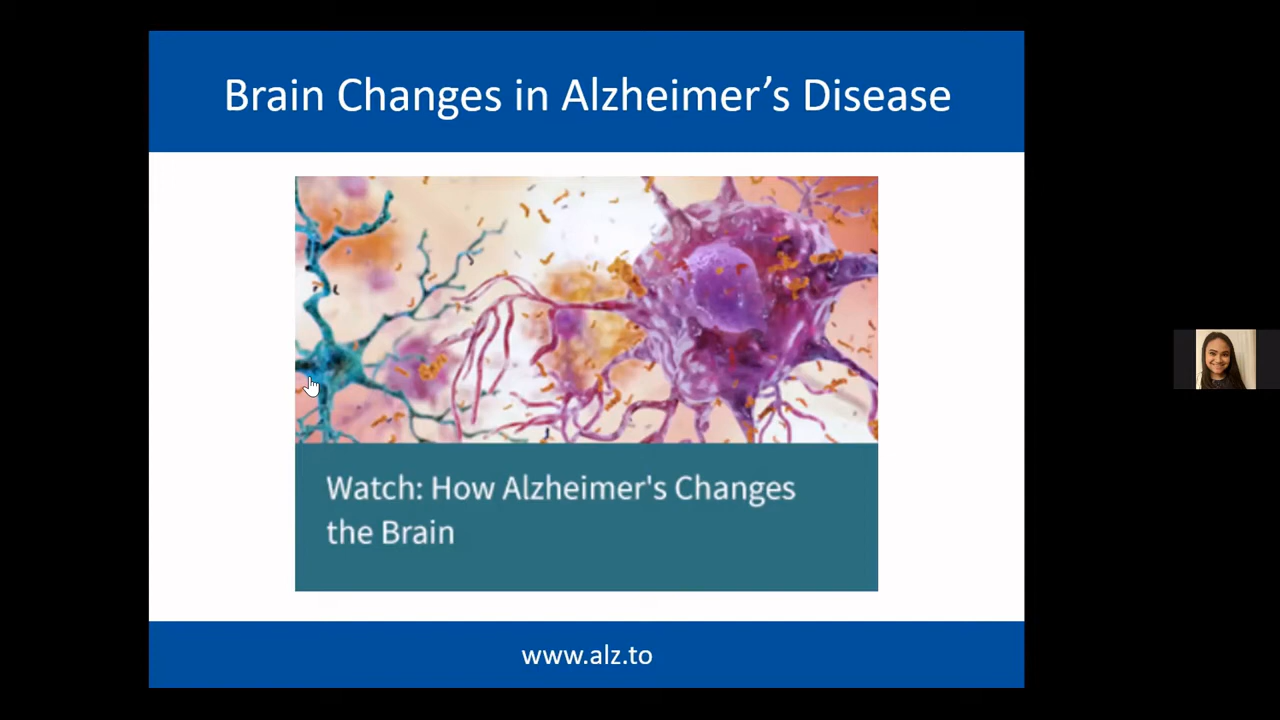 Brain Changes in Alzheimer’s Disease
Watch: How Alzheimer's Changes
the Brain
www.alz.to